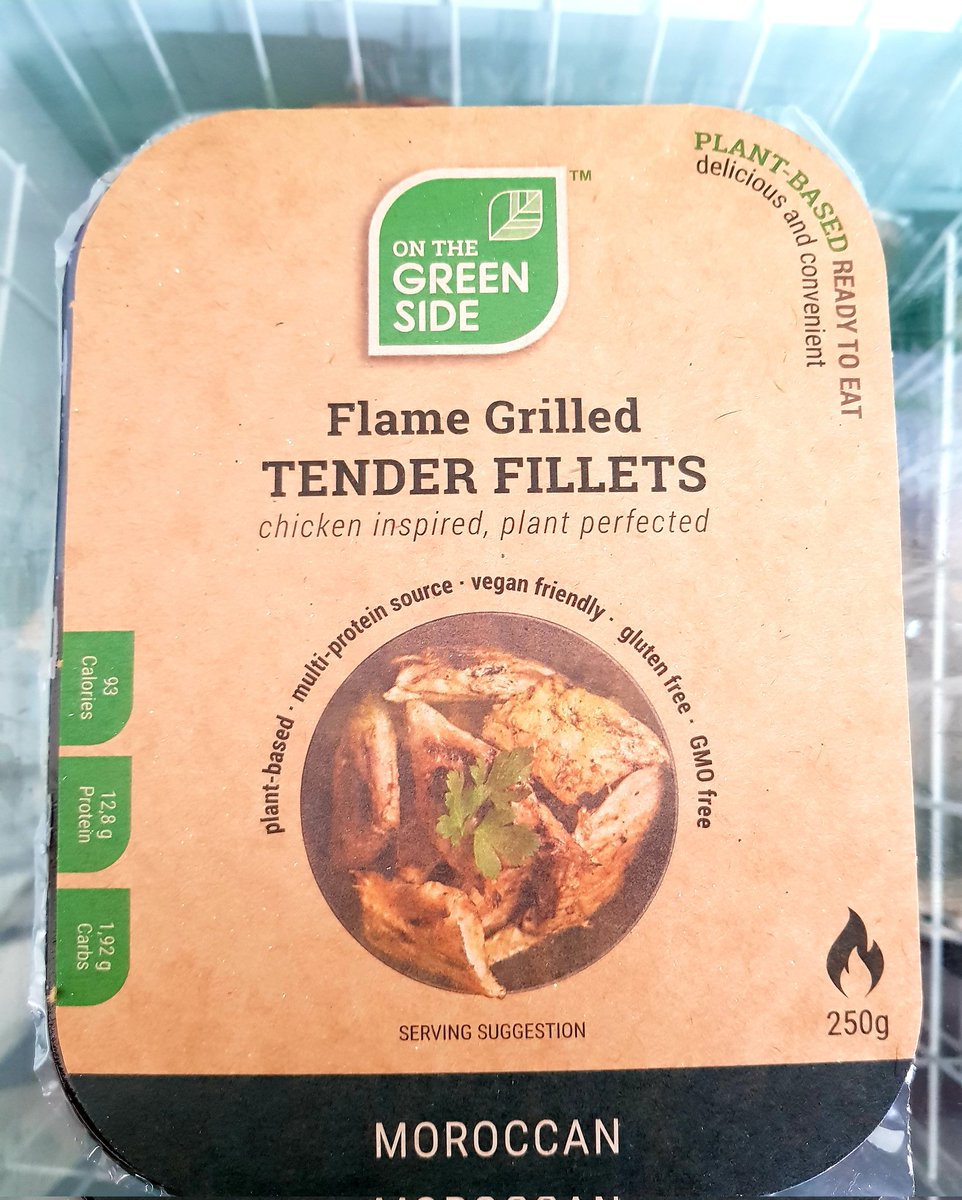 ON THE
GREEN
SIDE
TM
PLANT-BASED READY TO EAT
delicious and convenient
Flame Grilled
TENDER FILLETS
chicken inspired, plant perfected
plant-based · multi-protein source · vegan friendly · gluten free · GMO free
93
Calories
12,8 g
Protein
1,92 g
Carbs
250g
SERVING SUGGESTION
MOROCCAN
MOROCCAN